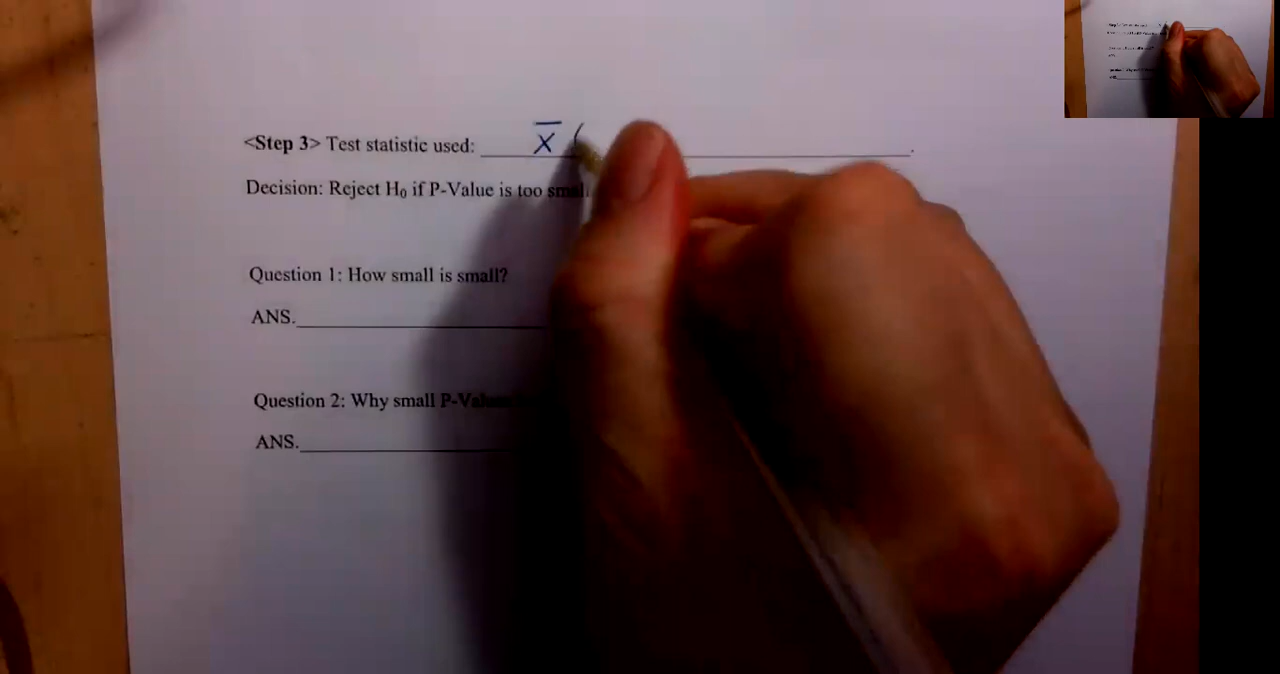 <Step 3> Test statistic used: x̅ (
Decision: Reject H₀ if P-Value is too small
Question 1: How small is small?
ANS.
Question 2: Why small
ANS.